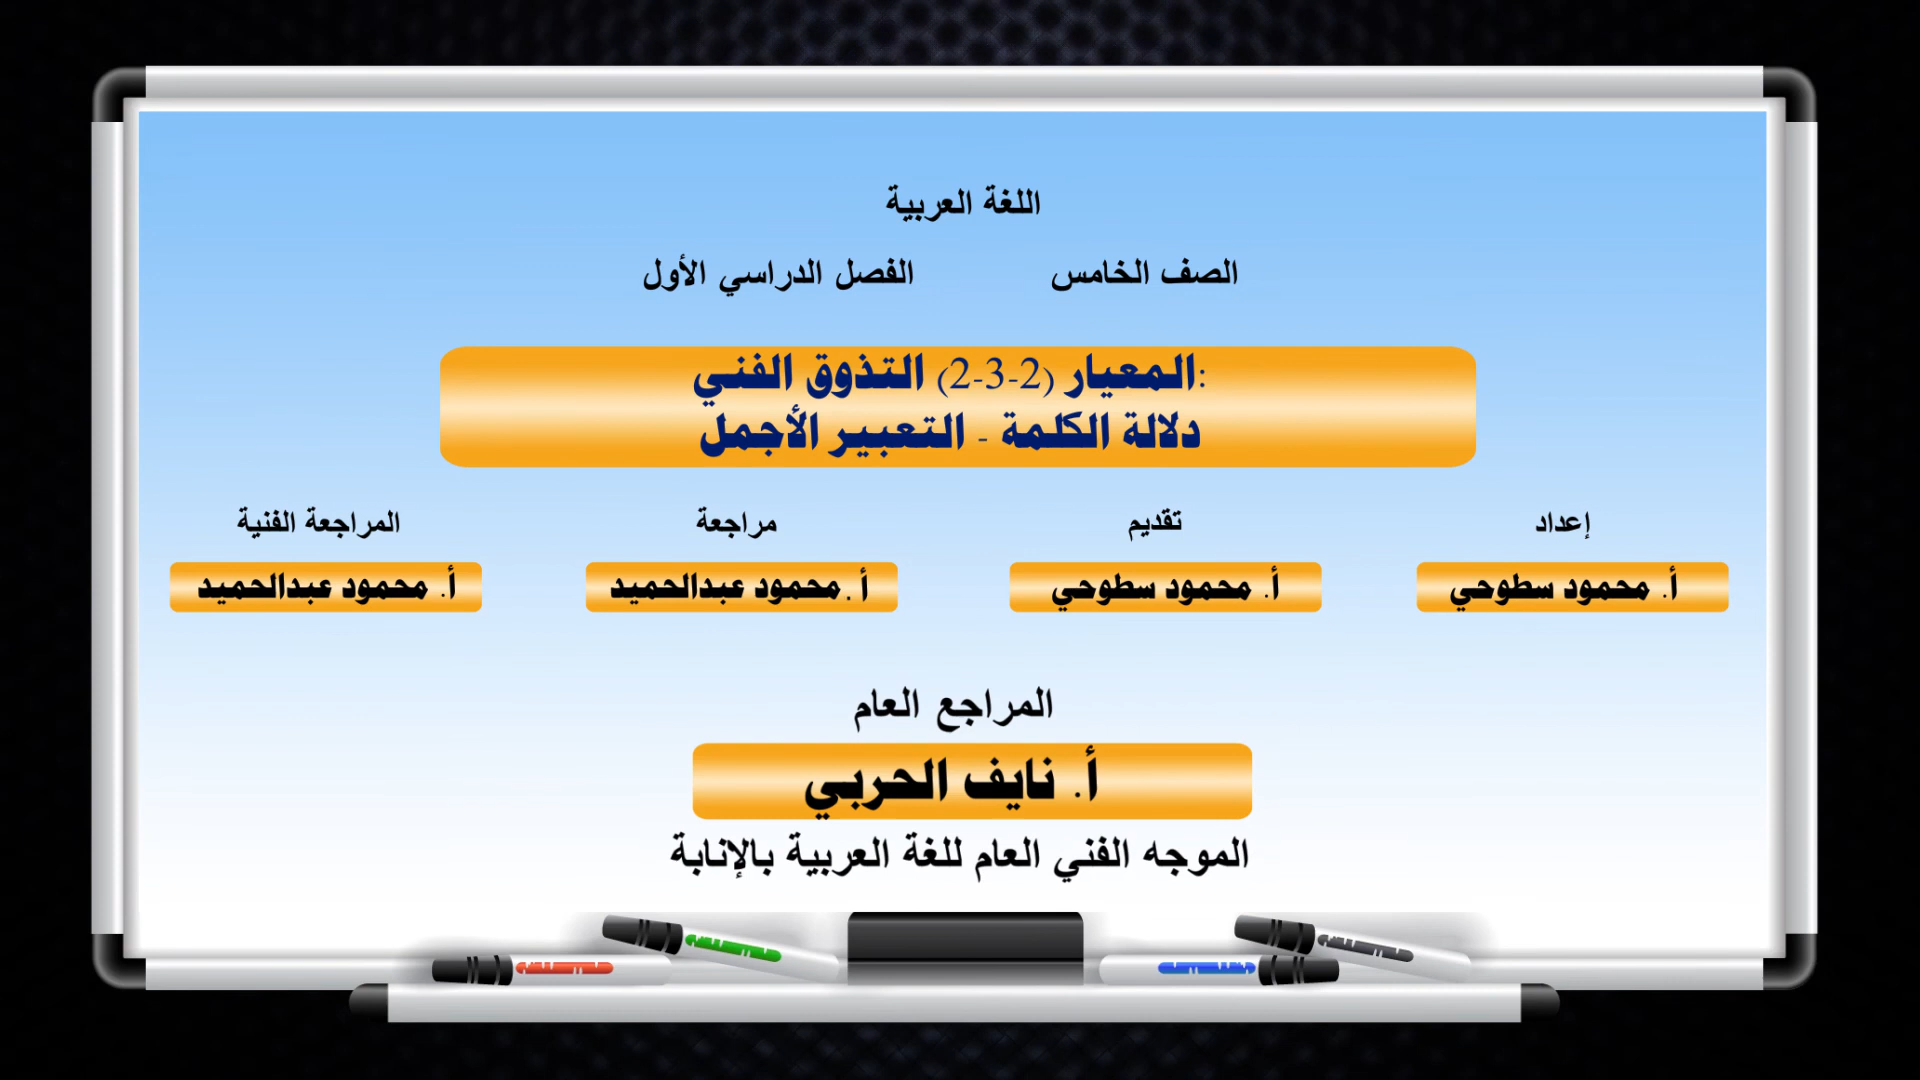 اللغة العربية
الصف الخامس الفصل الدراسي الأول
المعيار (2-3-2) التذوق الفني:
دلالة الكلمة - التعبير الأجمل
إعداد تقديم مراجعة المراجعة الفنية
أ. محمود سطوحي أ. محمود سطوحي أ. محمود عبدالحميد أ. محمود عبدالحميد
المراجع العام
أ. نايف الحربي
الموجه الفني العام للغة العربية بالإنابة